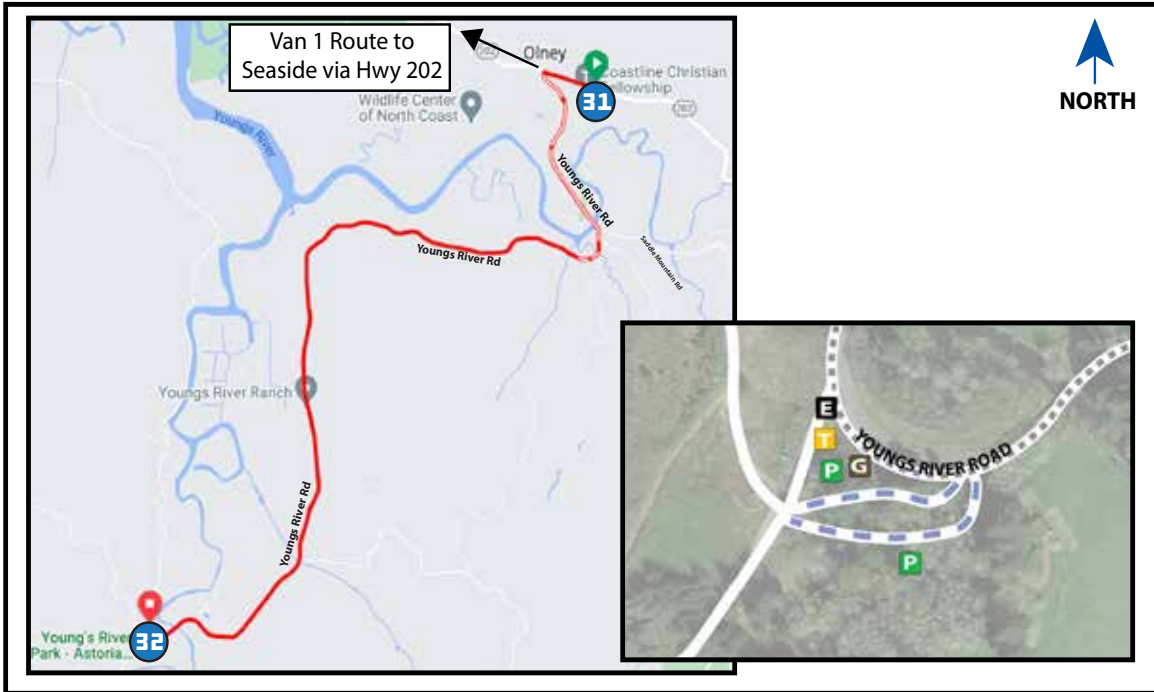 Van 1 Route to
Seaside via Hwy 202
Olney
202
Coastline Christian
Fellowship
31
202
Wildlife Center
of North Coast
Youngs River
Youngs River Rd
Saddle Mountain Rd
Youngs River Rd
Youngs River Ranch
Youngs River Rd
Young's River
Park - Astoria...
32
NORTH
E
T
P
G
YOUNGS RIVER ROAD
P